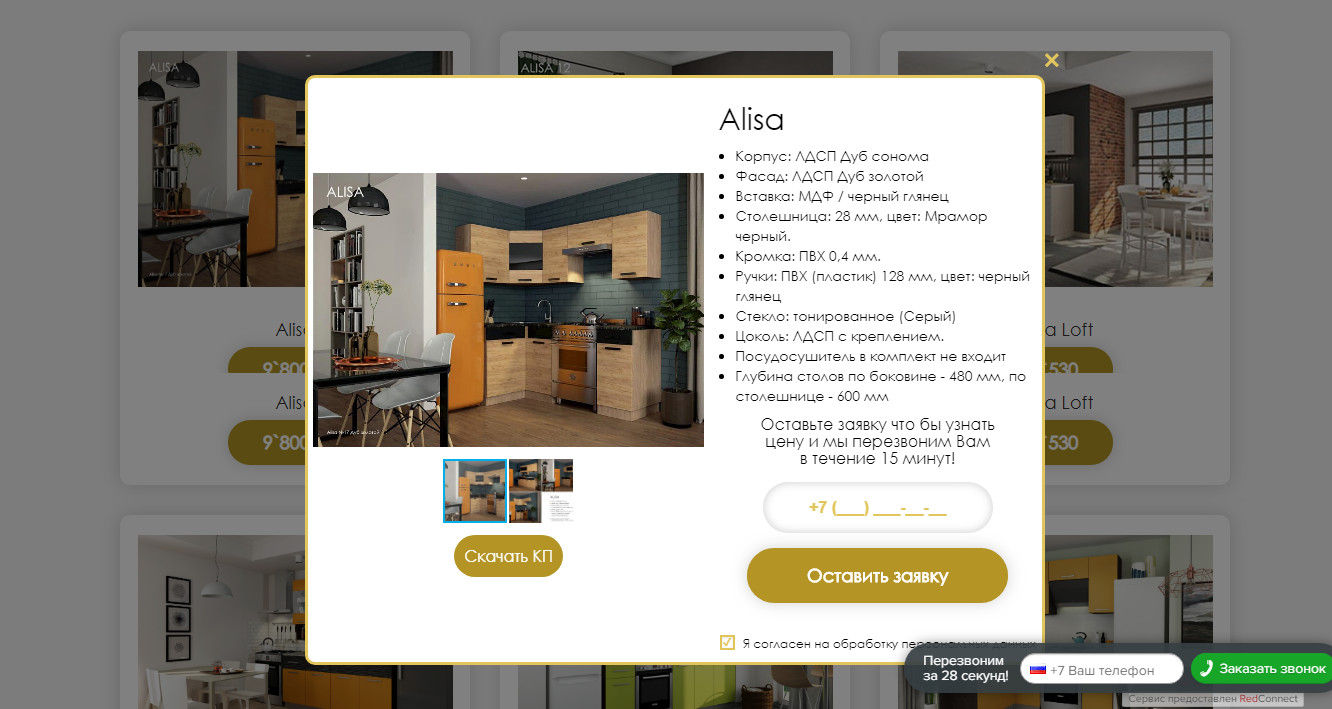 ALISA
ALISA 12
Alisa
• Корпус: ЛДСП Дуб сонома
• Фасад: ЛДСП Дуб золотой
• Вставка: МДФ / черный глянец
• Столешница: 28 мм, цвет: Мрамор
черный.
• Кромка: ПВХ 0,4 мм.
• Ручки: ПВХ (пластик) 128 мм, цвет: черный
глянец
• Стекло: тонированное (Серый)
• Цоколь: ЛДСП с креплением.
• Посудосушитель в комплект не входит
• Глубина столов по боковине - 480 мм, по
столешнице - 600 мм
ALISA
Alisa №17 дуб золотой
Оставьте заявку что бы узнать
цену и мы перезвоним Вам
в течение 15 минут!
+7 (___) ___-__-__
Скачать КП
Оставить заявку
Я согласен на обработку персональных данных
Alis
a Loft
9`800
530
Alis
a Loft
9`800
530
Перезвоним
за 28 секунд!
+7 Ваш телефон
Заказать звонок
Сервис предоставлен RedConnect